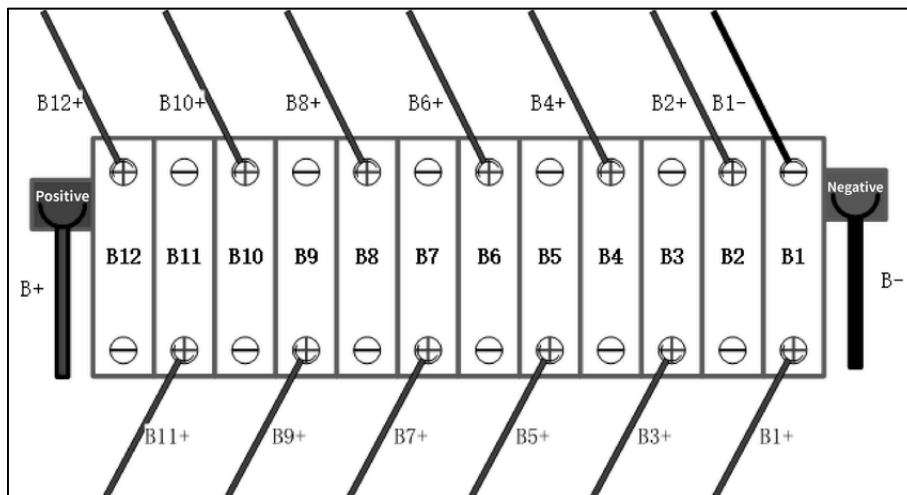 B12+ B10+ B8+ B6+ B4+ B2+ B1-
Positive Negative
B12 B11 B10 B9 B8 B7 B6 B5 B4 B3 B2 B1
B+ B-
B11+ B9+ B7+ B5+ B3+ B1+